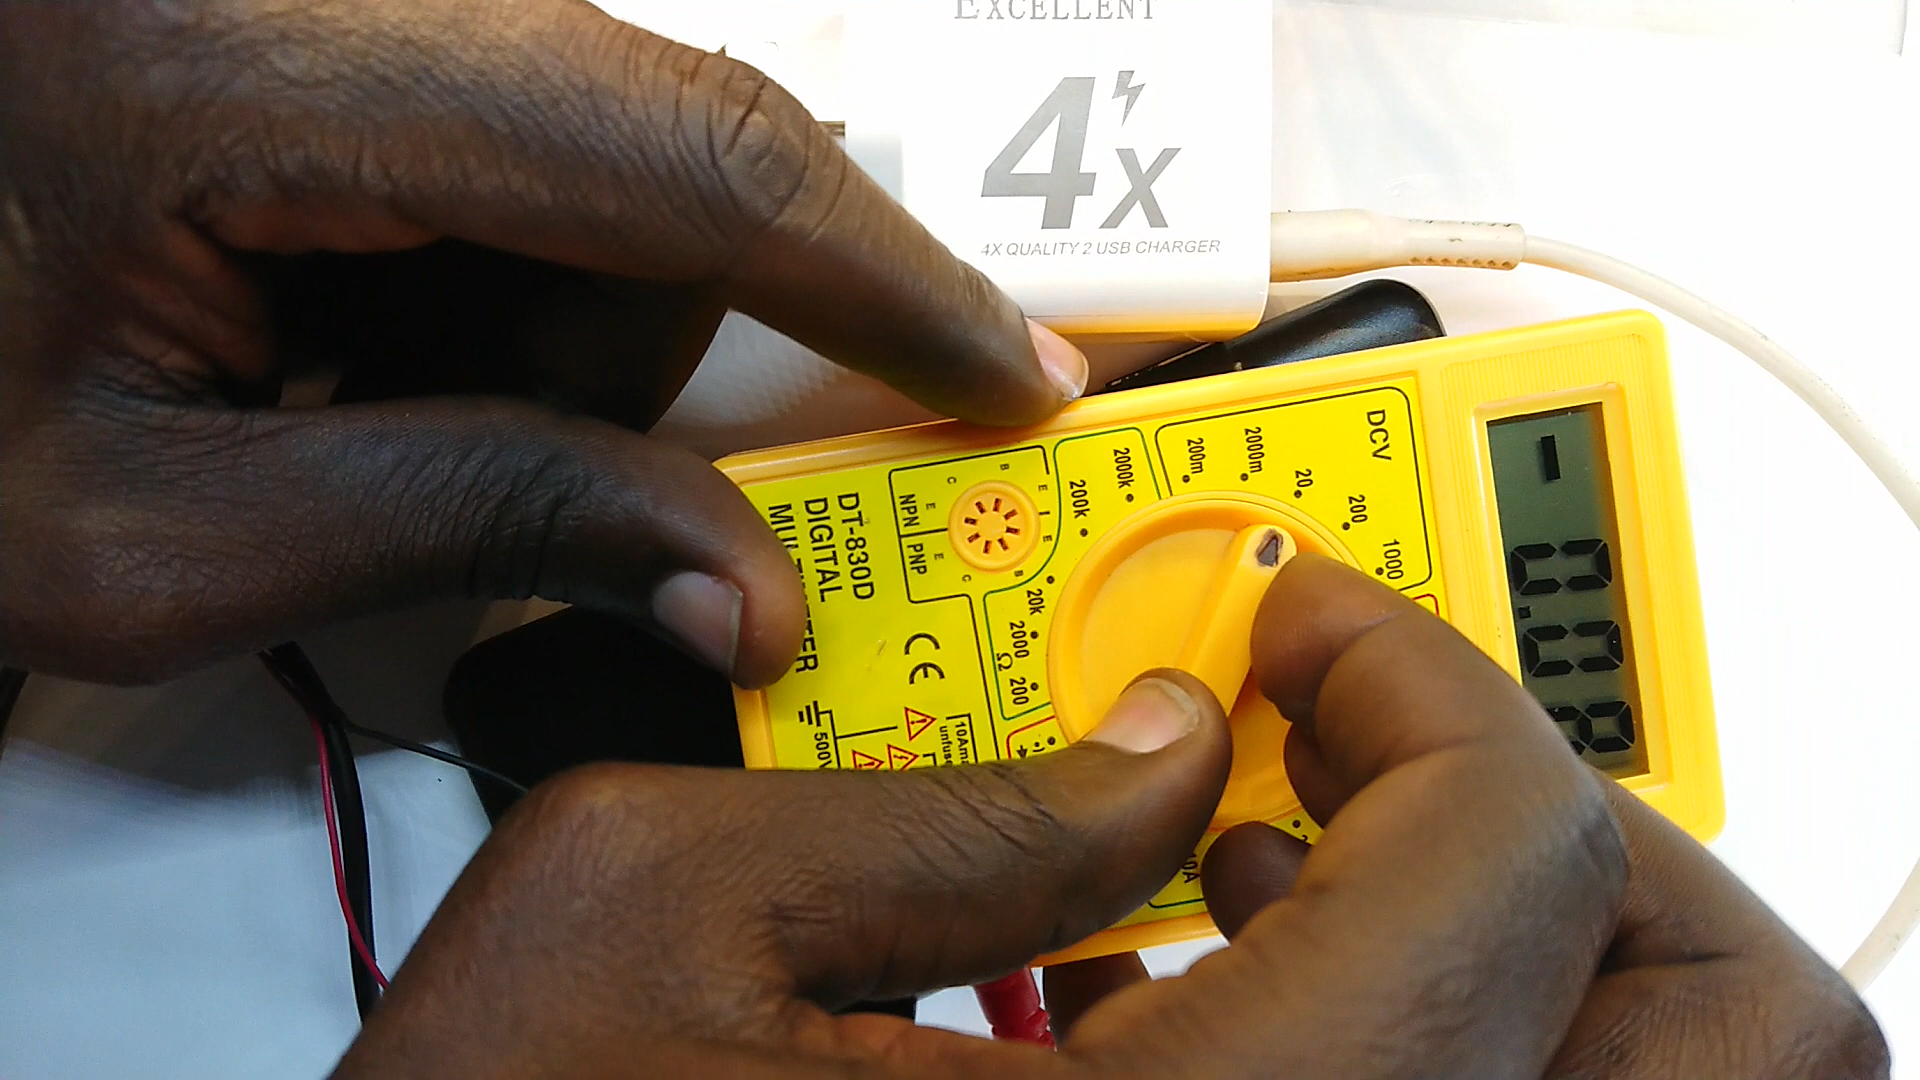 EXCELLENT
4X
4X QUALITY 2 USB CHARGER
DCV
200m
2000m
20
200
1000
2000k
200k
20k
2000
Ω
200
B
C
E
NPN
E
E
PNP
E
C
B
DT-830D
DIGITAL
CE
500V
10A